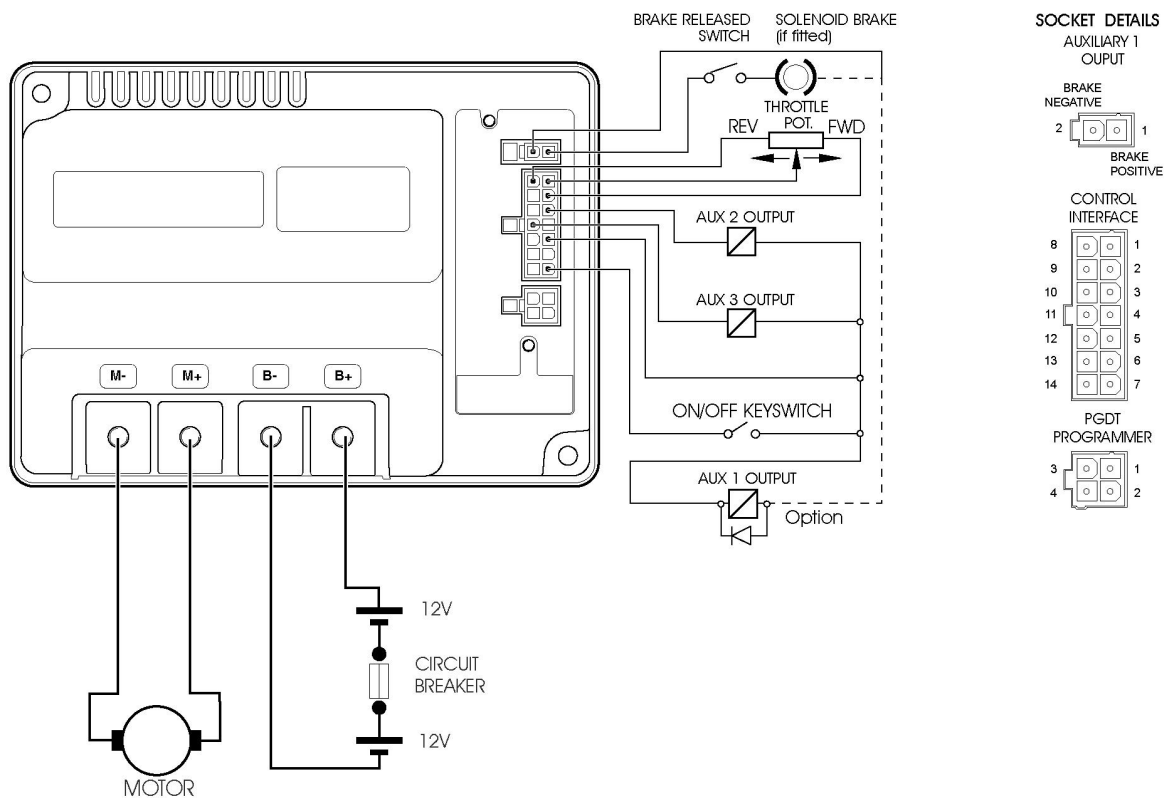 BRAKE RELEASED
SWITCH
SOLENOID BRAKE
(if fitted)
THROTTLE
POT.
REV
FWD
AUX 2 OUTPUT
AUX 3 OUTPUT
ON/OFF KEYSWITCH
AUX 1 OUTPUT
Option
M-
M+
B-
B+
12V
CIRCUIT
BREAKER
12V
MOTOR
SOCKET DETAILS
AUXILIARY 1
OUPUT
BRAKE
NEGATIVE
2
1
BRAKE
POSITIVE
CONTROL
INTERFACE
8 1
9 2
10 3
11 4
12 5
13 6
14 7
PGDT
PROGRAMMER
3 1
4 2